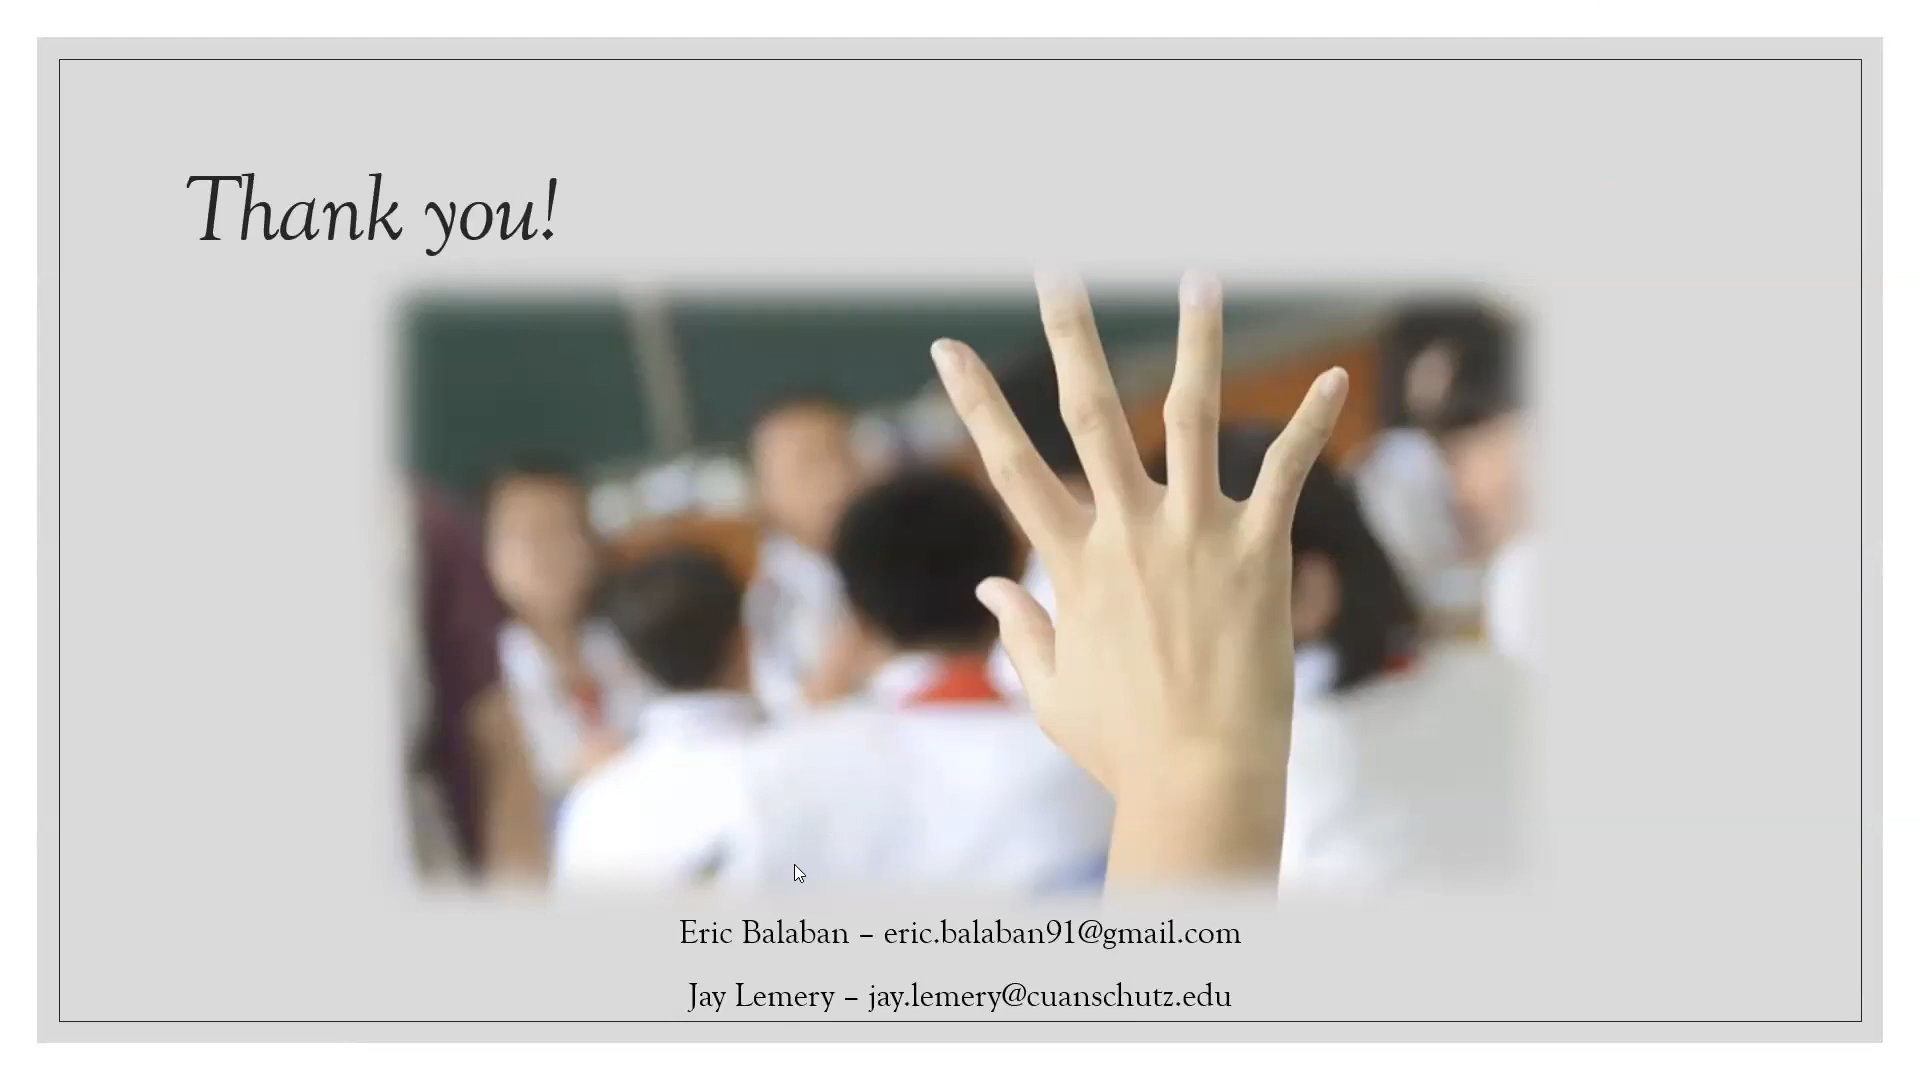 Thank you!
Eric Balaban – eric.balaban91@gmail.com
Jay Lemery – jay.lemery@cuanschutz.edu